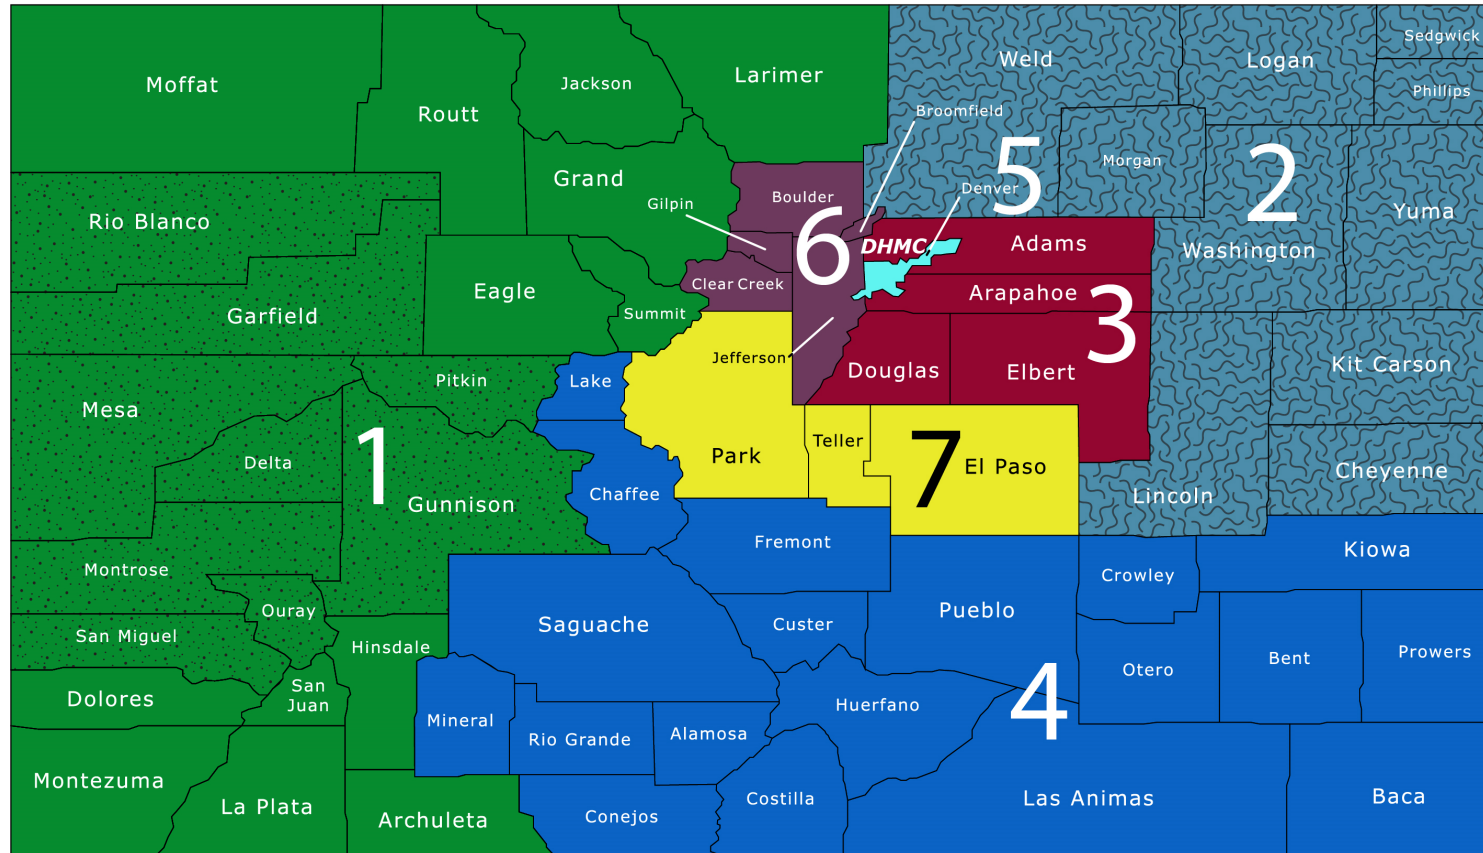 Moffat
Routt
Jackson
Larimer
Weld
Logan
Sedgwick
Phillips
Broomfield
Morgan
5
2
Denver
Yuma
Washington
Rio Blanco
Grand
Gilpin
Boulder
6
DHMC
Adams
Clear Creek
Arapahoe
3
Garfield
Eagle
Summit
Jefferson
Douglas
Elbert
Kit Carson
Mesa
Pitkin
Lake
Delta
1
Gunnison
Chaffee
Park
Teller
7
El Paso
Lincoln
Cheyenne
Montrose
Fremont
Kiowa
Crowley
Ouray
San Miguel
Hinsdale
Saguache
Custer
Pueblo
Otero
Bent
Prowers
Dolores
San
Juan
Mineral
Rio Grande
Alamosa
Huerfano
4
Montezuma
La Plata
Archuleta
Conejos
Costilla
Las Animas
Baca